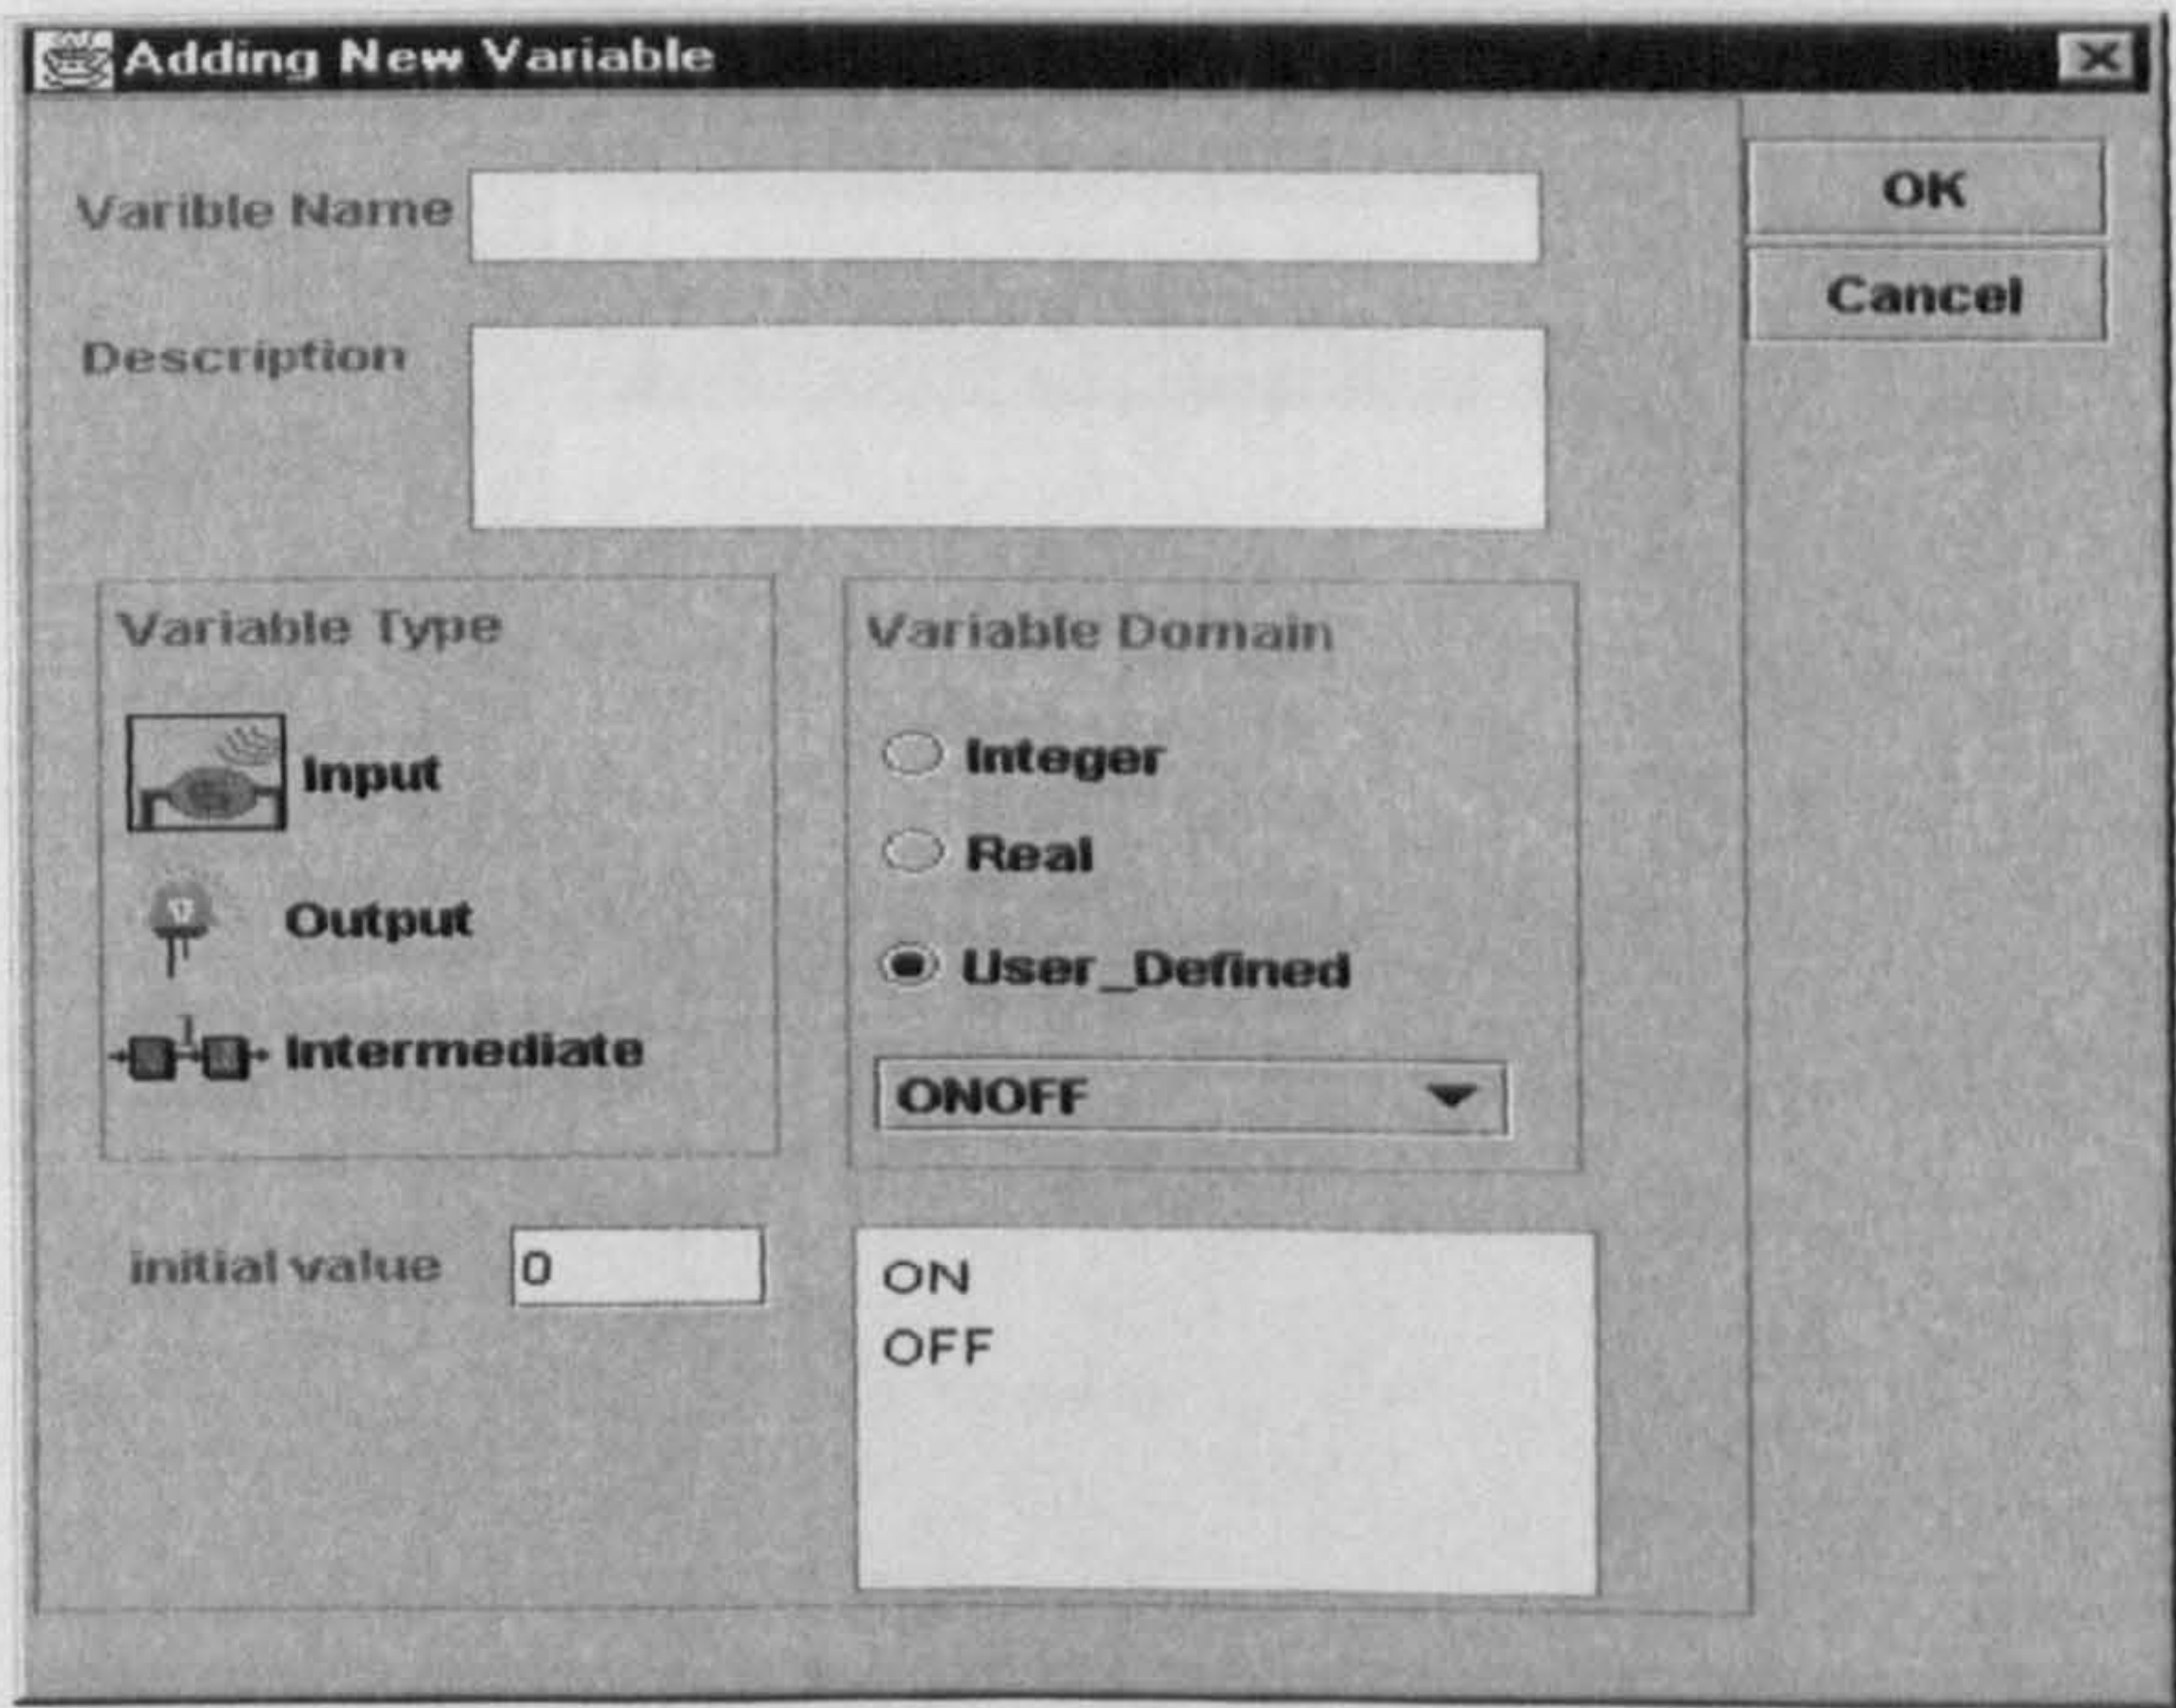 Adding New Variable
Varible Name
OK
Cancel
Description
Variable Type
Variable Domain
Input
Integer
Real
Output
User_Defined
Intermediate
ONOFF
initial value
0
ON
OFF